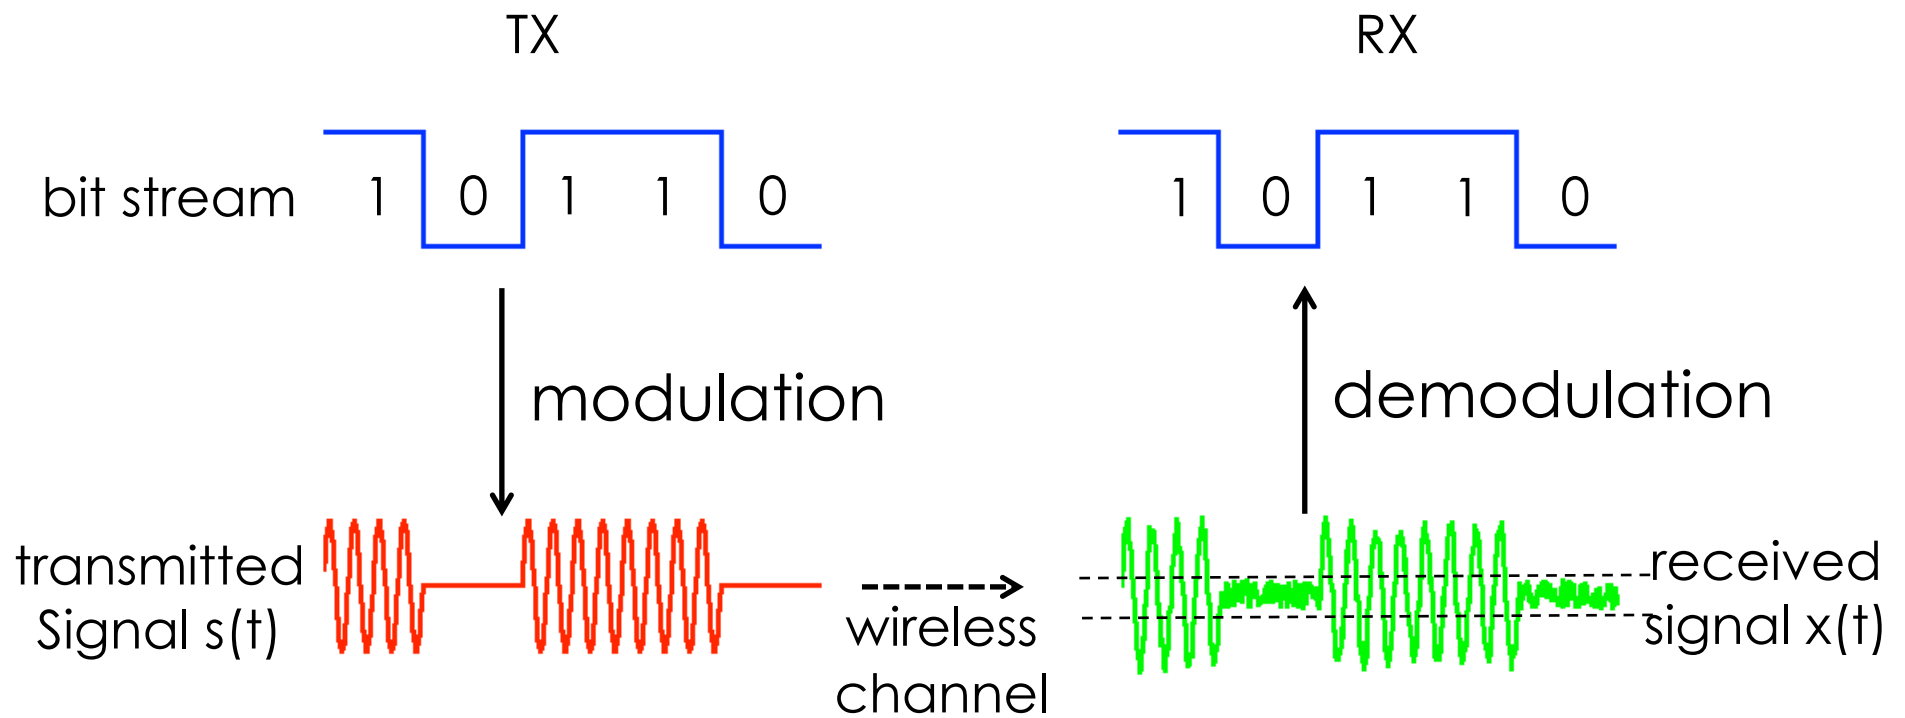 TX
RX
bit stream
1 0 1 1 0
1 0 1 1 0
modulation
demodulation
transmitted
Signal s(t)
wireless
channel
received
signal x(t)